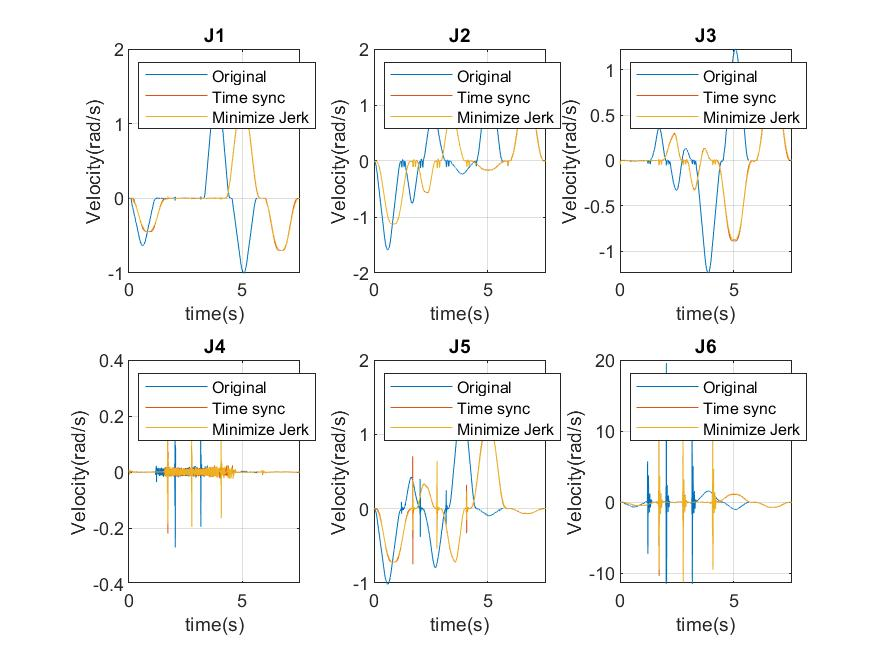 J1
2
1
0
-1
0
5
Velocity(rad/s)
time(s)
Original
Time sync
Minimize Jerk
J2
2
1
0
-1
-2
0
5
Velocity(rad/s)
time(s)
Original
Time sync
Minimize Jerk
J3
1
0.5
0
-0.5
-1
0
5
Velocity(rad/s)
time(s)
Original
Time sync
Minimize Jerk
J4
0.4
0.2
0
-0.2
-0.4
0
5
Velocity(rad/s)
time(s)
Original
Time sync
Minimize Jerk
J5
2
1
0
-1
0
5
Velocity(rad/s)
time(s)
Original
Time sync
Minimize Jerk
J6
20
10
0
-10
0
5
Velocity(rad/s)
time(s)
Original
Time sync
Minimize Jerk